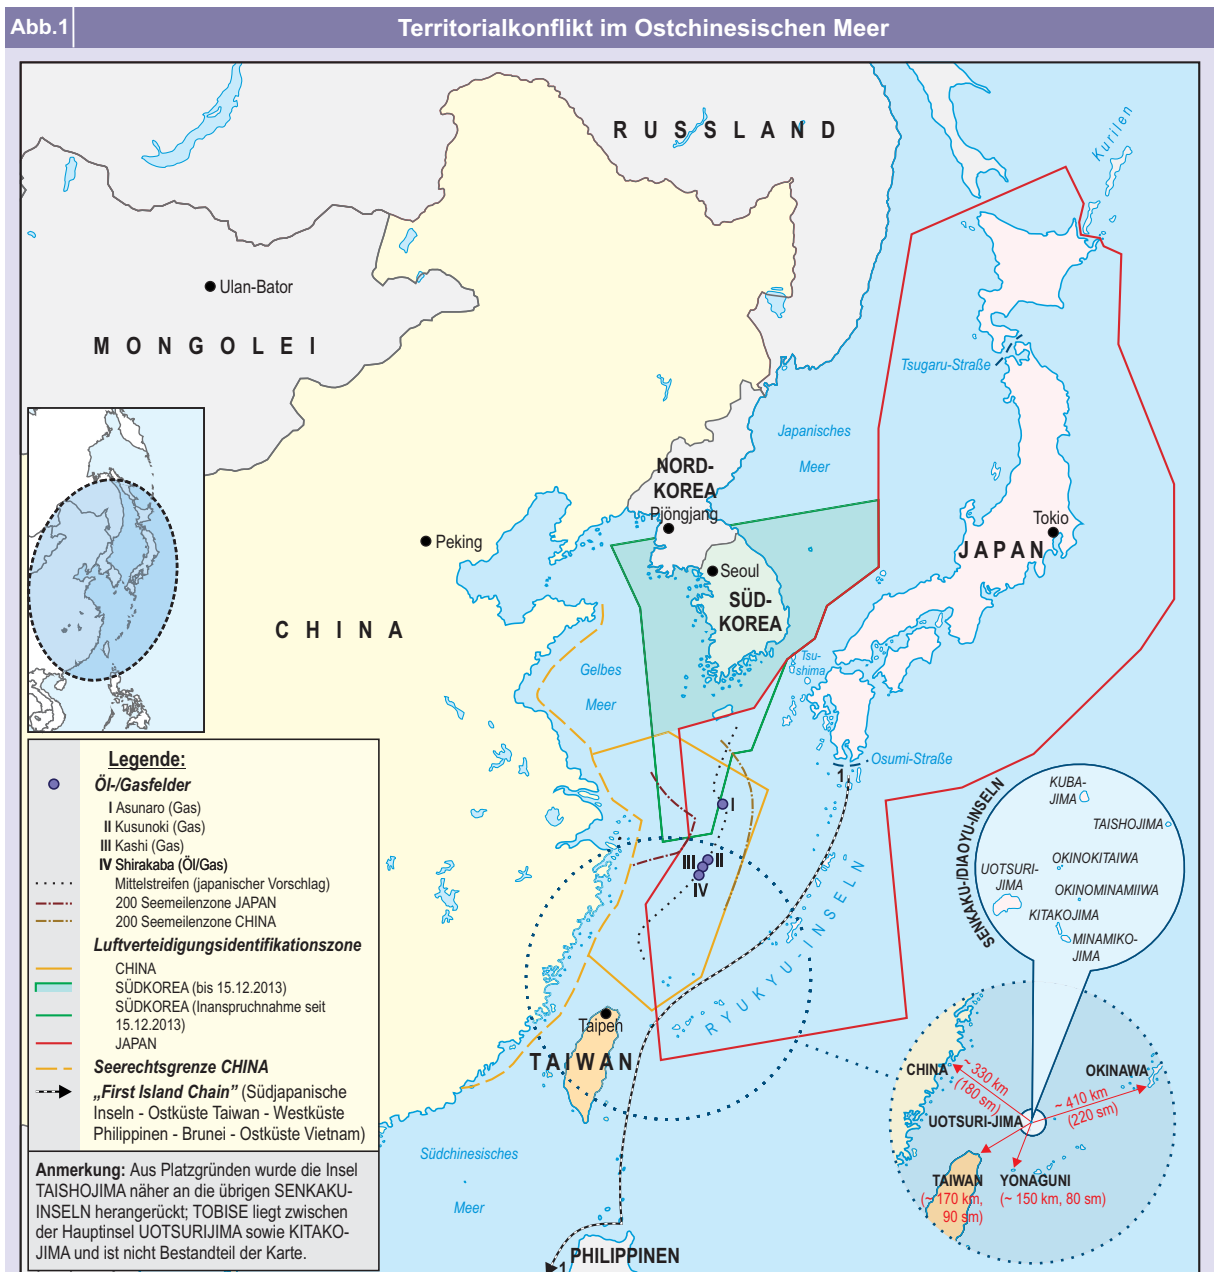 Abb.1
Territorialkonflikt im Ostchinesischen Meer
RUSSLAND
Kurilen
Ulan-Bator
MONGOLEI
Tsugaru-Straße
Japanisches
Meer
NORD-
KOREA
Pjöngjang
Peking
Tokio
JAPAN
Seoul
SÜD-
KOREA
CHINA
Gelbes
Meer
Tsu-
shima
Osumi-Straße
1
I
II
III
IV
RYUKYU-INSELN
Taipeh
TAIWAN
Südchinesisches
Meer
PHILIPPINEN
1
SENKAKU-/DIAOYU-INSELN
KUBA-
JIMA
TAISHOJIMA
UOTSURI-
JIMA
OKINOKITAIWA
OKINOMINAMIIWA
KITAKOJIMA
MINAMIKO-
JIMA
CHINA
~ 330 km
(180 sm)
OKINAWA
~ 410 km
(220 sm)
UOTSURI-JIMA
TAIWAN
(~ 170 km,
90 sm)
YONAGUNI
(~ 150 km, 80 sm)
Legende:
Öl-/Gasfelder
I Asunaro (Gas)
II Kusunoki (Gas)
III Kashi (Gas)
IV Shirakaba (Öl/Gas)
Mittelstreifen (japanischer Vorschlag)
200 Seemeilenzone JAPAN
200 Seemeilenzone CHINA
Luftverteidigungsidentifikationszone
CHINA
SÜDKOREA (bis 15.12.2013)
SÜDKOREA (Inanspruchnahme seit
15.12.2013)
JAPAN
Seerechtsgrenze CHINA
„First Island Chain” (Südjapanische
Inseln - Ostküste Taiwan - Westküste
Philippinen - Brunei - Ostküste Vietnam)
Anmerkung: Aus Platzgründen wurde die Insel
TAISHOJIMA näher an die übrigen SENKAKU-
INSELN herangerückt; TOBISE liegt zwischen
der Hauptinsel UOTSURIJIMA sowie KITAKO-
JIMA und ist nicht Bestandteil der Karte.